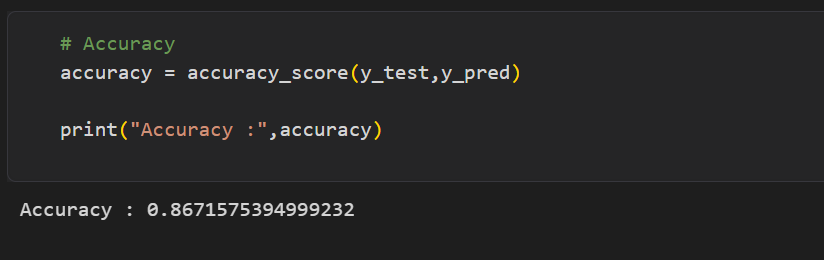 # Accuracy
accuracy = accuracy_score(y_test,y_pred)
print("Accuracy :",accuracy)
Accuracy : 0.8671575394999232